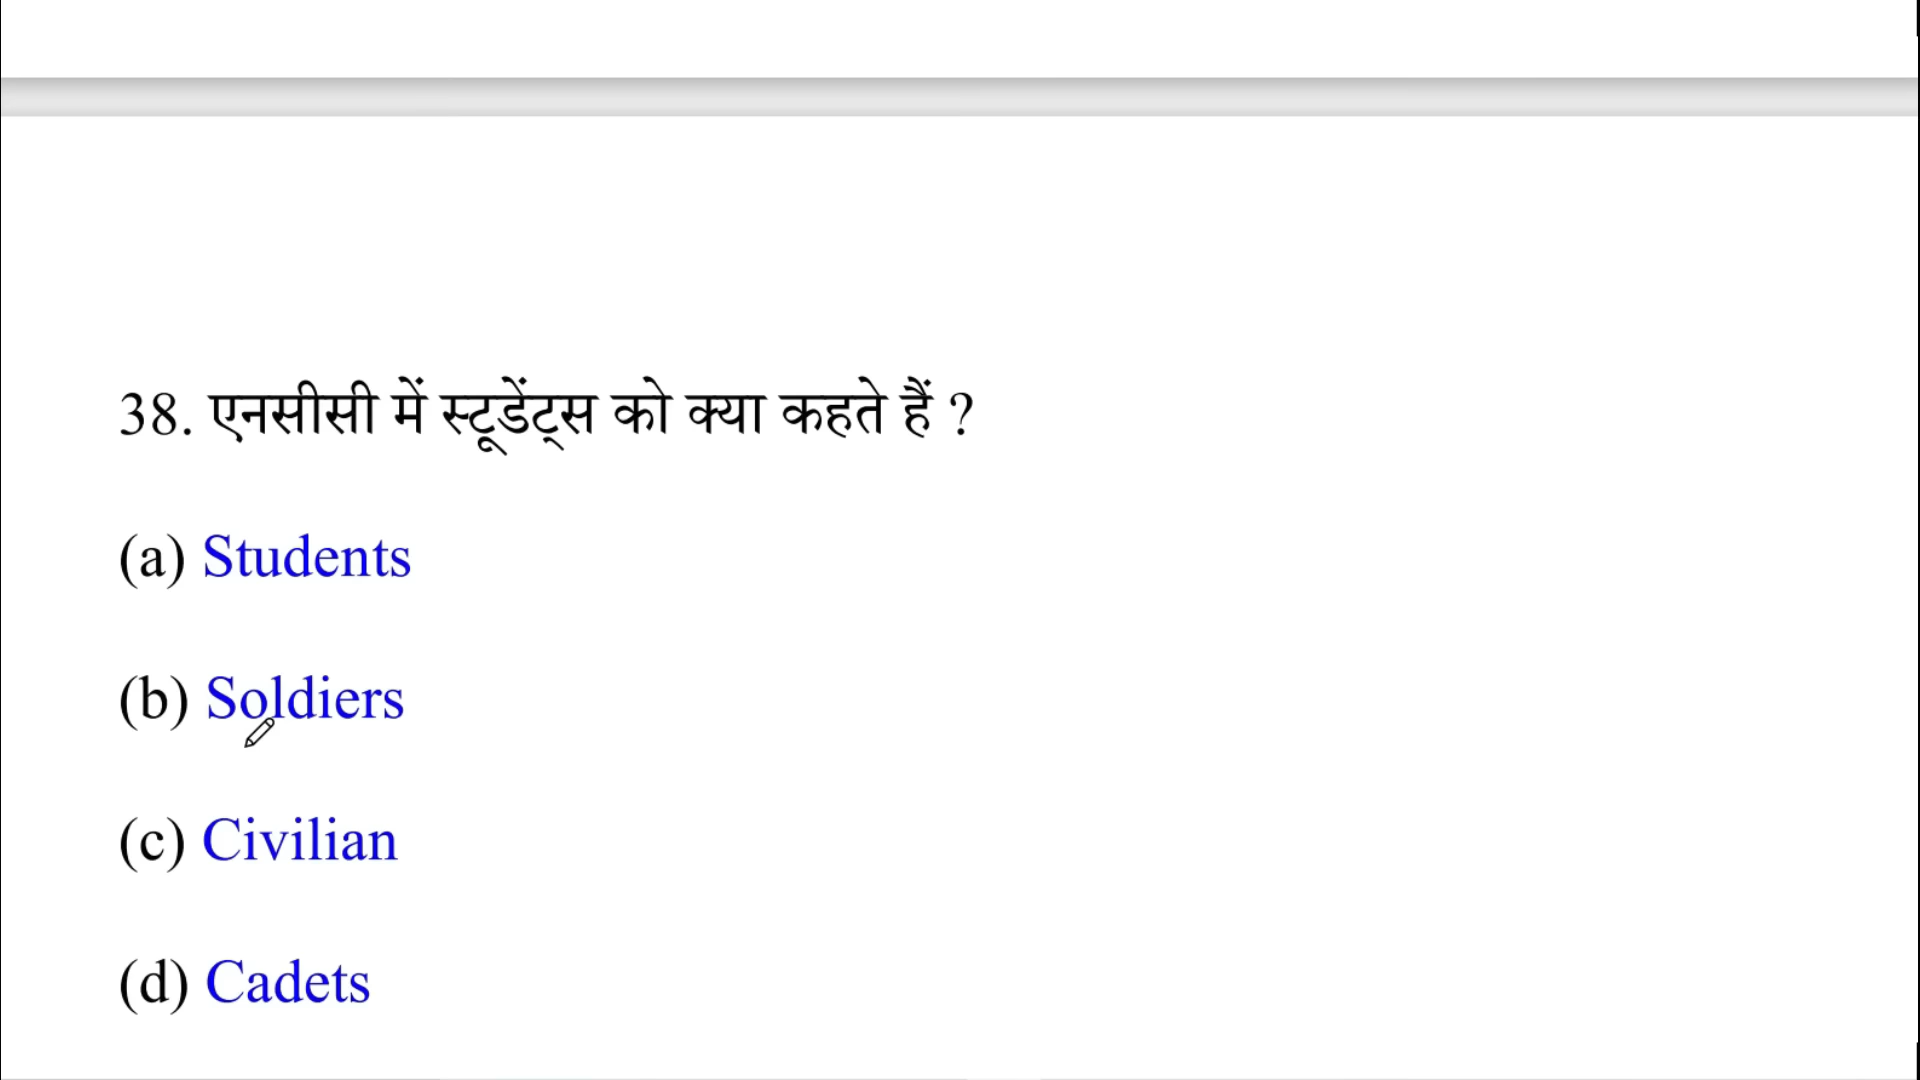 38. एनसीसी में स्टूडेंट्स को क्या कहते हैं ?
(a) Students
(b) Soldiers
(c) Civilian
(d) Cadets